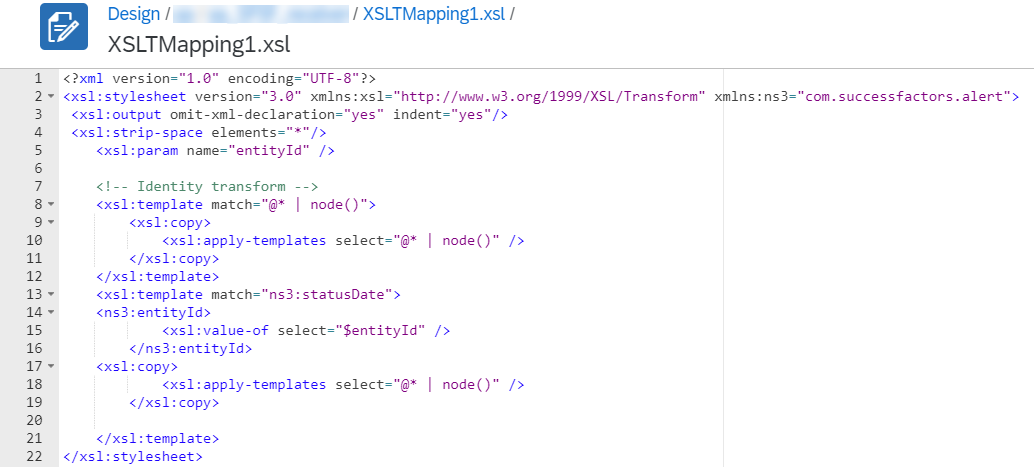 Design / / XSLTMapping1.xsl /
XSLTMapping1.xsl
1 <?xml version="1.0" encoding="UTF-8"?>
2 <xsl:stylesheet version="3.0" xmlns:xsl="http://www.w3.org/1999/XSL/Transform" xmlns:ns3="com.successfactors.alert">
3 <xsl:output omit-xml-declaration="yes" indent="yes"/>
4 <xsl:strip-space elements="*"/>
5 <xsl:param name="entityId" />
6
7 <!-- Identity transform -->
8 <xsl:template match="@* | node()">
9 <xsl:copy>
10 <xsl:apply-templates select="@* | node()" />
11 </xsl:copy>
12 </xsl:template>
13 <xsl:template match="ns3:statusDate">
14 <ns3:entityId>
15 <xsl:value-of select="$entityId" />
16 </ns3:entityId>
17 <xsl:copy>
18 <xsl:apply-templates select="@* | node()" />
19 </xsl:copy>
20
21 </xsl:template>
22 </xsl:stylesheet>